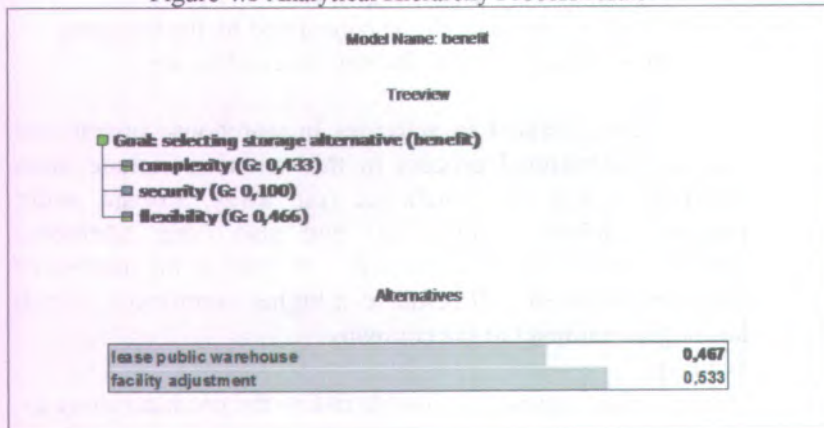 Model Name: benefit
Treeview
Goal: selecting storage alternative (benefit)
complexity (G: 0,433)
security (G: 0,100)
flexibility (G: 0,466)
Alternatives
lease public warehouse 0,467
facility adjustment 0,533